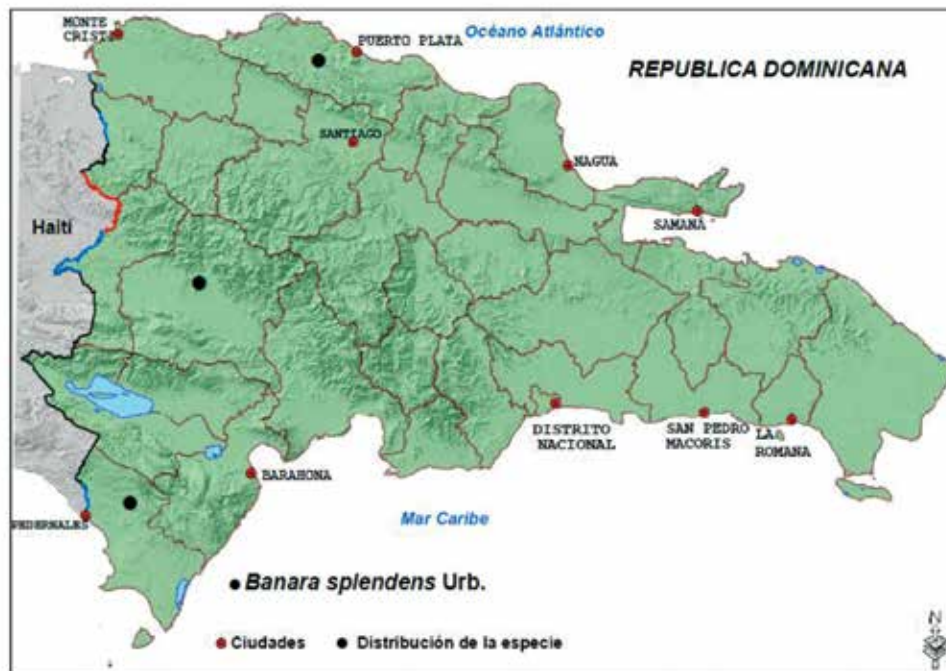 MONTE
CRISTI
PUERTO PLATA
Océano Atlántico
REPUBLICA DOMINICANA
SANTIAGO
NAGUA
SAMANA
Haití
DISTRITO
NACIONAL
SAN PEDRO
MACORIS
LA
ROMANA
BARAHONA
PEDERNALES
Mar Caribe
Banara splendens Urb.
Ciudades
Distribución de la especie
N